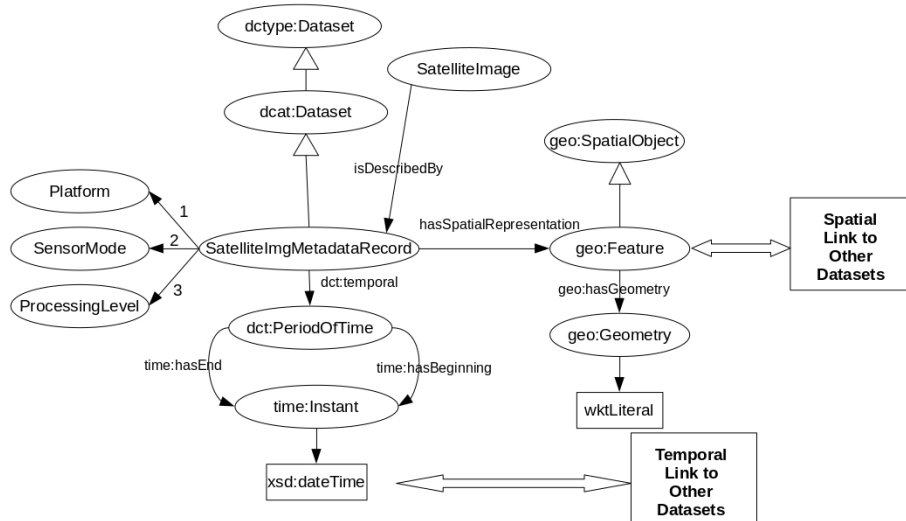 dctype:Dataset
SatelliteImage
dcat:Dataset
geo:SpatialObject
isDescribedBy
Platform
1
hasSpatialRepresentation
Spatial
Link to
Other
Datasets
SensorMode
2
SatelliteImgMetadataRecord
geo:Feature
dct:temporal
3
geo:hasGeometry
ProcessingLevel
dct:PeriodOfTime
geo:Geometry
time:hasEnd
time:hasBeginning
time:Instant
wktLiteral
xsd:dateTime
Temporal
Link to
Other
Datasets